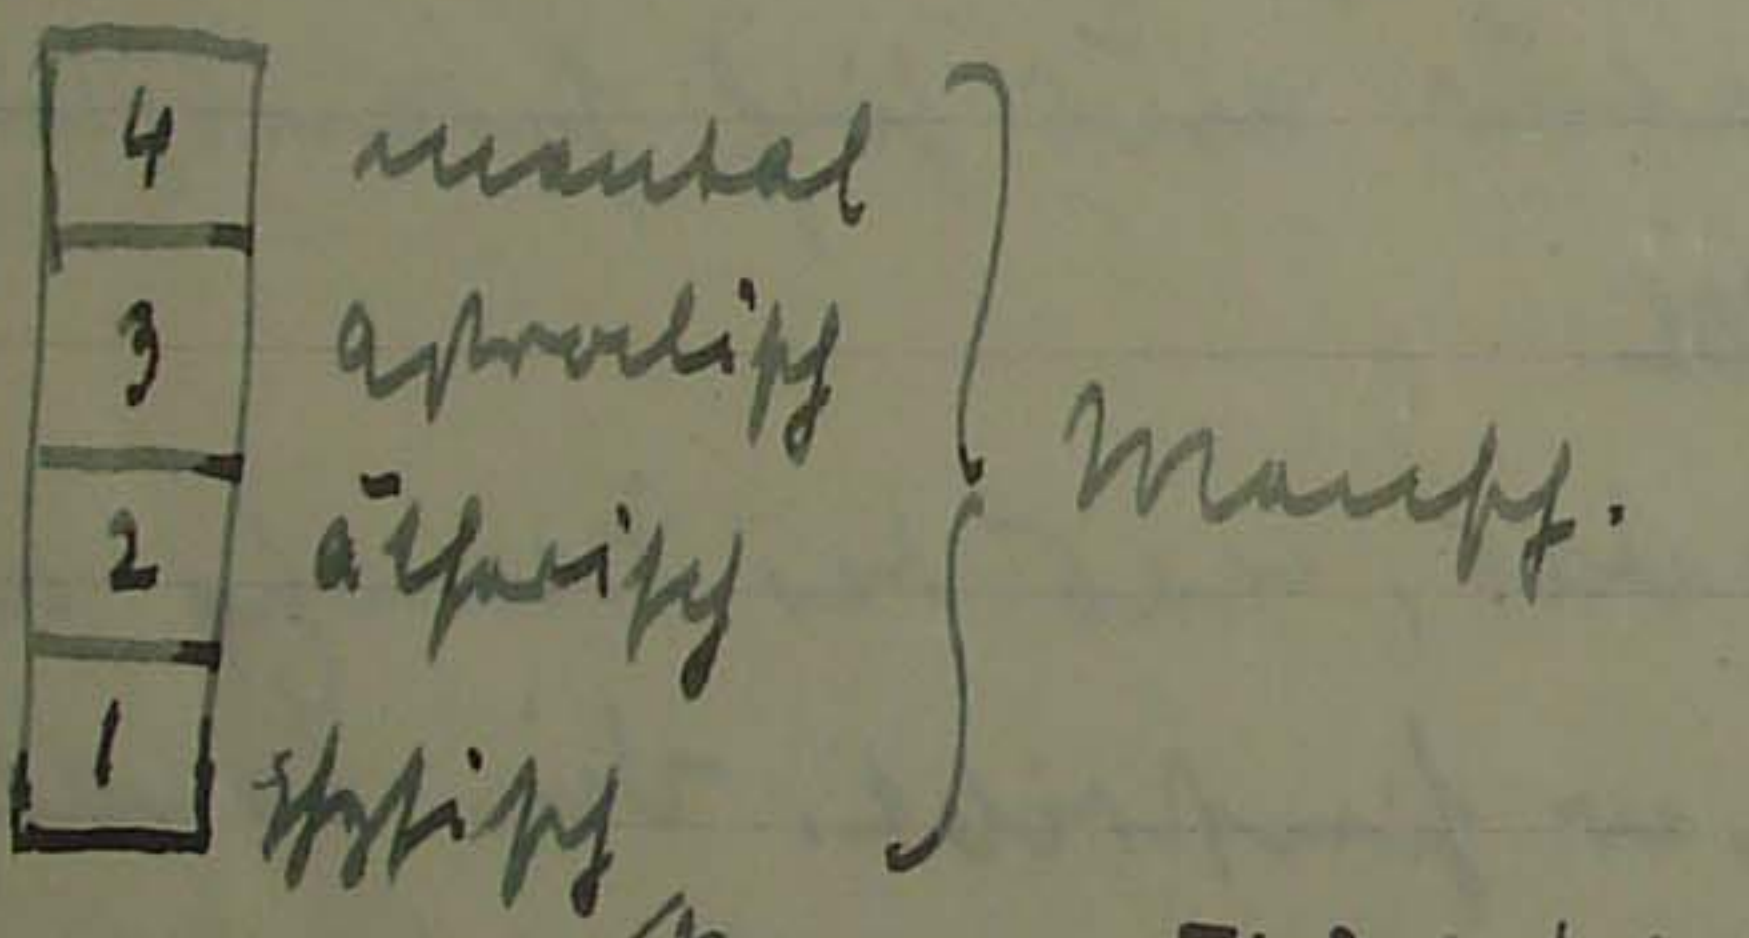 4 mental
3 astralisch
2 ätherisch
Mensch.
1 physisch